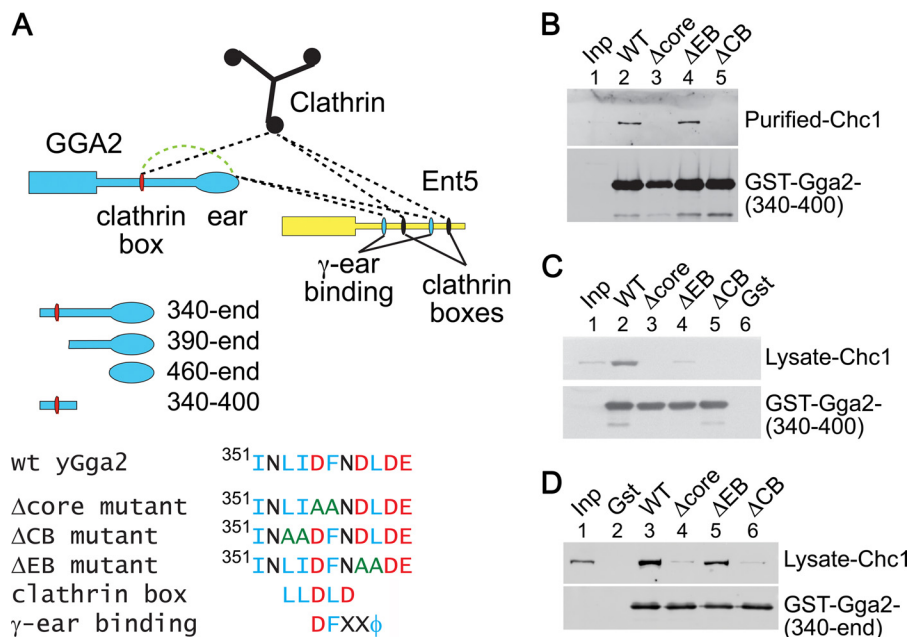 A
Clathrin
GGA2
Ent5
clathrin
box
ear
γ-ear
binding
clathrin
boxes
340-end
390-end
460-end
340-400
wt yGga2 351INLIDFNDLDE
Δcore mutant 351INLIAANDLDE
ΔCB mutant 351INAADFNDLDE
ΔEB mutant 351INLIDFNAADE
clathrin box LLDLD
γ-ear binding DFXXϕ
B
Inp WT Δcore ΔEB ΔCB
1 2 3 4 5
Purified-Chc1
GST-Gga2-
(340-400)
C
Inp WT Δcore ΔEB ΔCB Gst
1 2 3 4 5 6
Lysate-Chc1
GST-Gga2-
(340-400)
D
Inp Gst WT Δcore ΔEB ΔCB
1 2 3 4 5 6
Lysate-Chc1
GST-Gga2-
(340-end)